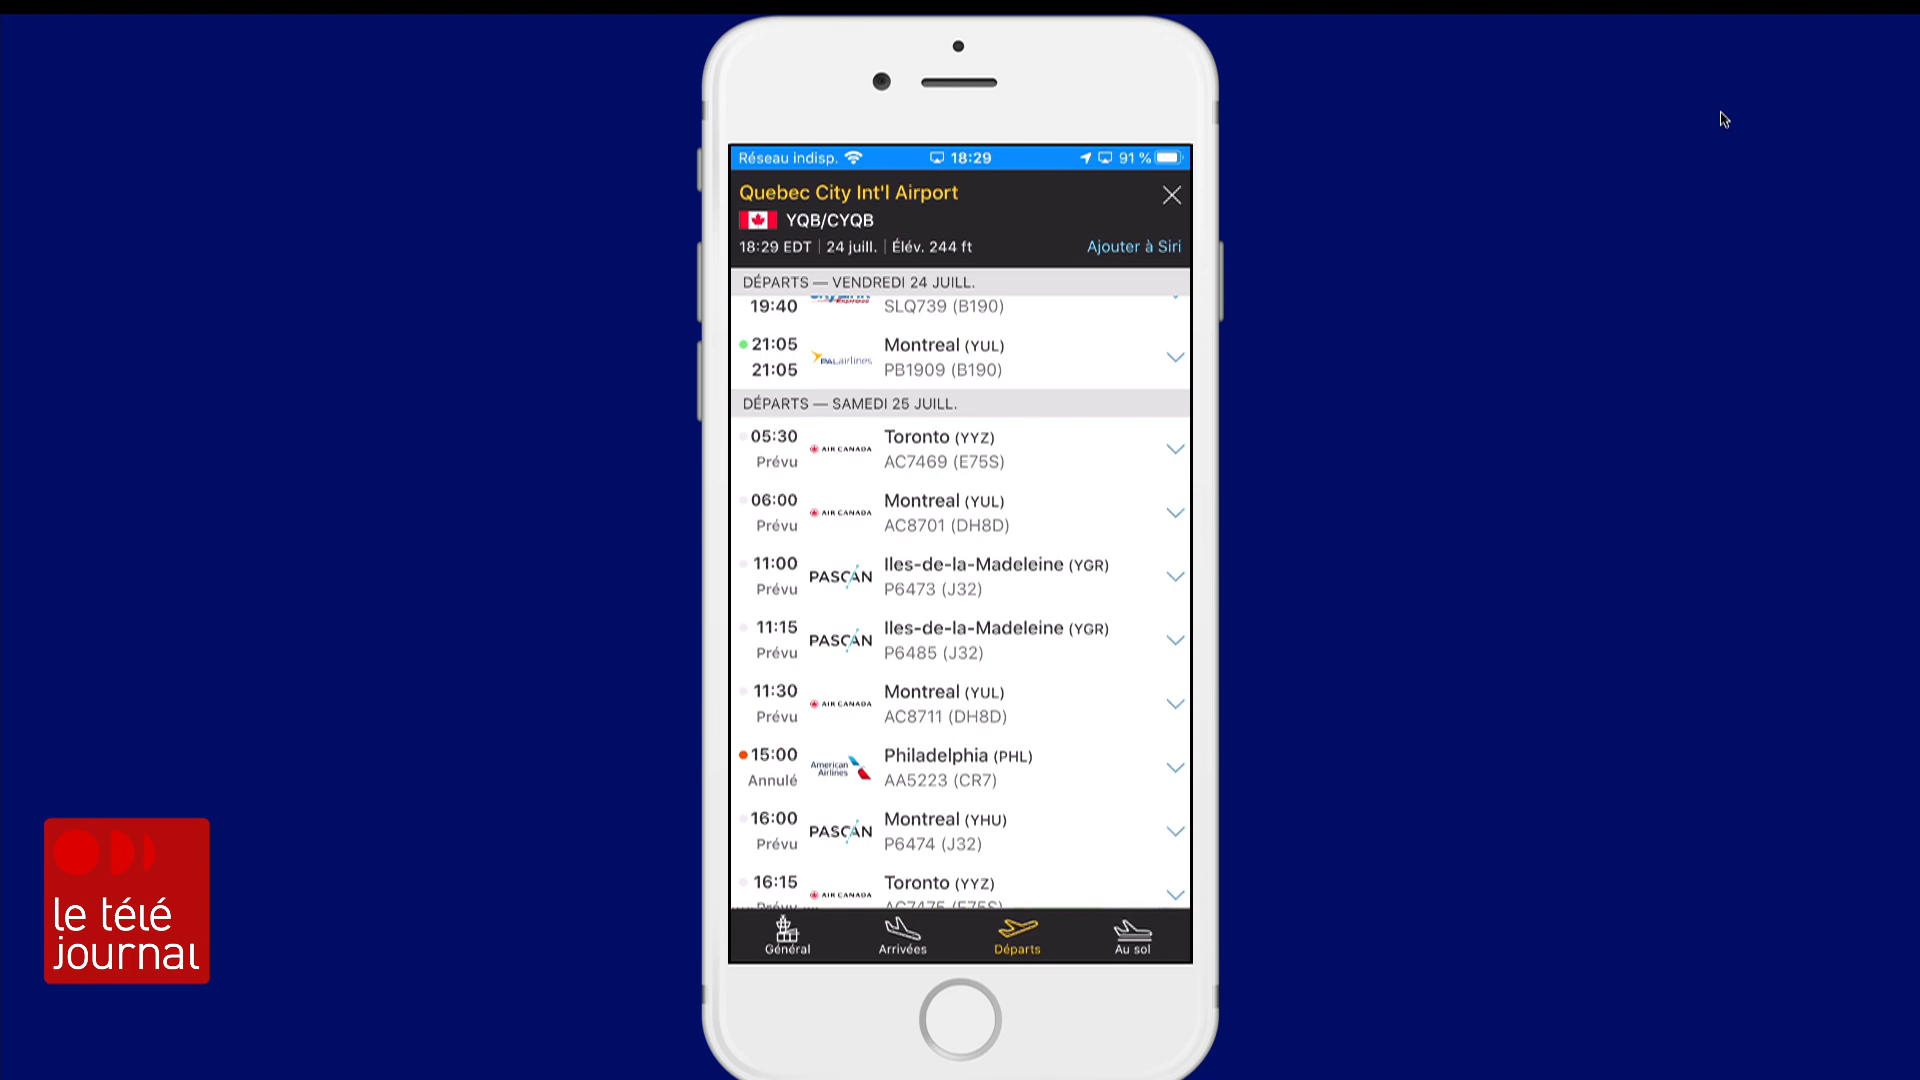 Réseau indisp. 18:29 91 %
Quebec City Int'l Airport
YQB/CYQB
18:29 EDT | 24 juill. | Élév. 244 ft Ajouter à Siri
DÉPARTS — VENDREDI 24 JUILL.
19:40 Express SLQ739 (B190)
21:05 Montreal (YUL)
PALairlines
21:05 PB1909 (B190)
DÉPARTS — SAMEDI 25 JUILL.
05:30 Toronto (YYZ)
AIR CANADA
Prévu AC7469 (E75S)
06:00 Montreal (YUL)
AIR CANADA
Prévu AC8701 (DH8D)
11:00 Iles-de-la-Madeleine (YGR)
PASCAN
Prévu P6473 (J32)
11:15 Iles-de-la-Madeleine (YGR)
PASCAN
Prévu P6485 (J32)
11:30 Montreal (YUL)
AIR CANADA
Prévu AC8711 (DH8D)
15:00 Philadelphia (PHL)
American Airlines
Annulé AA5223 (CR7)
16:00 Montreal (YHU)
PASCAN
Prévu P6474 (J32)
16:15 Toronto (YYZ)
AIR CANADA
Prévu AC7475 (E75S)
Général Arrivées Départs Au sol
le télé
journal